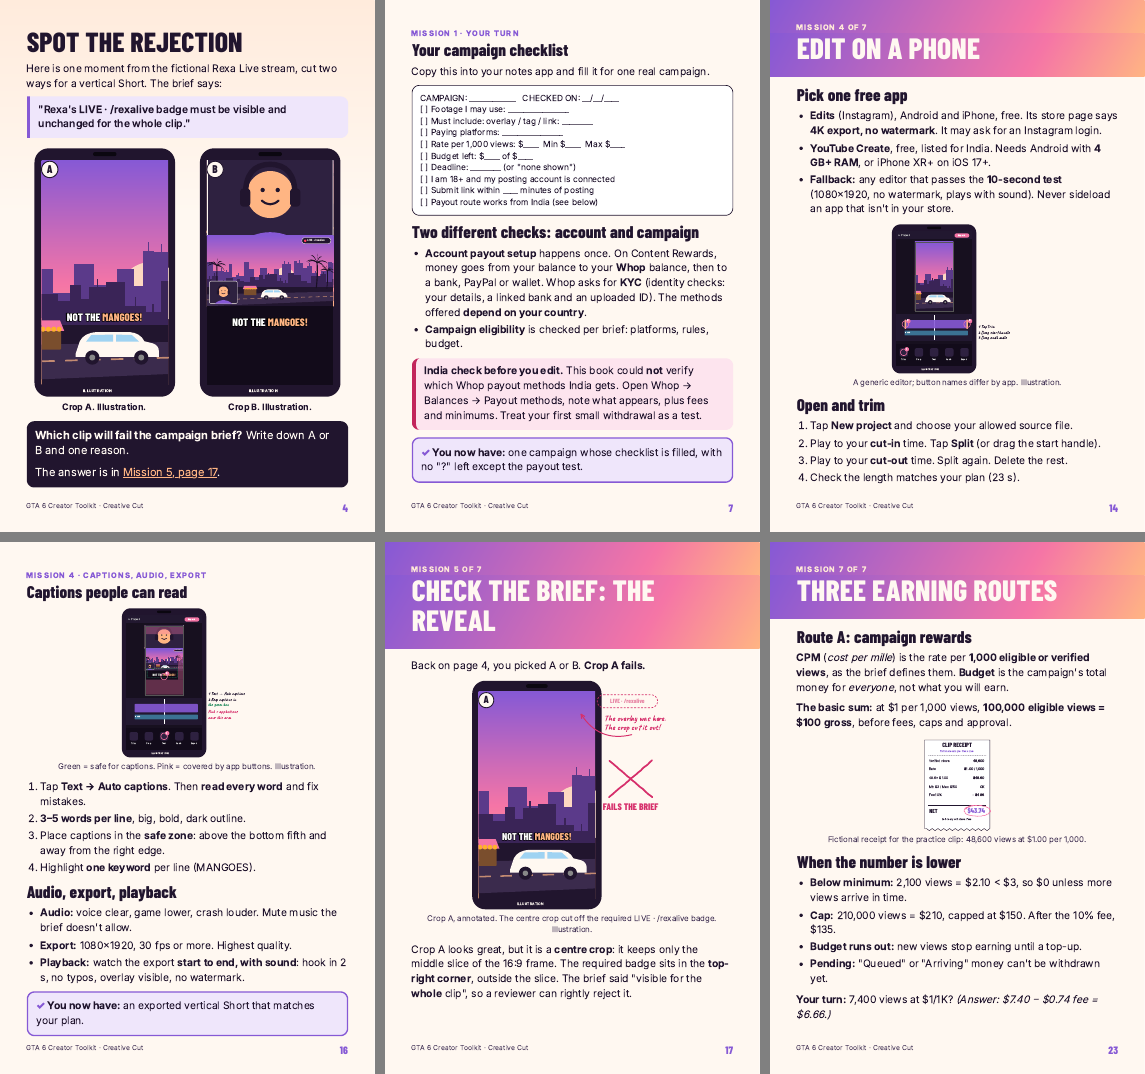 SPOT THE REJECTION
Here is one moment from the fictional Rexa Live stream, cut two
ways for a vertical Short. The brief says:
"Rexa's LIVE · /rexalive badge must be visible and
unchanged for the whole clip."
A
NOT THE MANGOES!
ILLUSTRATION
B
NOT THE MANGOES!
ILLUSTRATION
Crop A. Illustration.
Crop B. Illustration.
Which clip will fail the campaign brief? Write down A or
B and one reason.
The answer is in Mission 5, page 17.
GTA 6 Creator Toolkit · Creative Cut
4
MISSION 1 · YOUR TURN
Your campaign checklist
Copy this into your notes app and fill it for one real campaign.
CAMPAIGN: __________ CHECKED ON: __/__/___
[ ] Footage I may use: _____________
[ ] Must include: overlay / tag / link: _______
[ ] Paying platforms: _____________
[ ] Rate per 1,000 views: $____ Min $____ Max $____
[ ] Budget left: $____ of $____
[ ] Deadline: _______ (or "none shown")
[ ] I am 18+ and my posting account is connected
[ ] Submit link within ____ minutes of posting
[ ] Payout route works from India (see below)
Two different checks: account and campaign
• Account payout setup happens once. On Content Rewards,
money goes from your balance to your Whop balance, then to
a bank, PayPal or wallet. Whop asks for KYC (identity checks:
your details, a linked bank and an uploaded ID). The methods
offered depend on your country.
• Campaign eligibility is checked per brief: platforms, rules,
budget.
India check before you edit. This book could not verify
which Whop payout methods India gets. Open Whop →
Balances → Payout methods, note what appears, plus fees
and minimums. Treat your first small withdrawal as a test.
✔ You now have: one campaign whose checklist is filled, with
no "?" left except the payout test.
GTA 6 Creator Toolkit · Creative Cut
7
MISSION 4 OF 7
EDIT ON A PHONE
Pick one free app
• Edits (Instagram), Android and iPhone, free. Its store page says
4K export, no watermark. It may ask for an Instagram login.
• YouTube Create, free, listed for India. Needs Android with 4
GB+ RAM, or iPhone XR+ on iOS 17+.
• Fallback: any editor that passes the 10-second test
(1080×1920, no watermark, plays with sound). Never sideload
an app that isn't in your store.
A generic editor; button names differ by app. Illustration.
Open and trim
1. Tap New project and choose your allowed source file.
2. Play to your cut-in time. Tap Split (or drag the start handle).
3. Play to your cut-out time. Split again. Delete the rest.
4. Check the length matches your plan (23 s).
GTA 6 Creator Toolkit · Creative Cut
14
MISSION 4 · CAPTIONS, AUDIO, EXPORT
Captions people can read
Green = safe for captions. Pink = covered by app buttons. Illustration.
1. Tap Text → Auto captions. Then read every word and fix
mistakes.
2. 3–5 words per line, big, bold, dark outline.
3. Place captions in the safe zone: above the bottom fifth and
away from the right edge.
4. Highlight one keyword per line (MANGOES).
Audio, export, playback
• Audio: voice clear, game lower, crash louder. Mute music the
brief doesn't allow.
• Export: 1080×1920, 30 fps or more. Highest quality.
• Playback: watch the export start to end, with sound: hook in 2
s, no typos, overlay visible, no watermark.
✔ You now have: an exported vertical Short that matches
your plan.
GTA 6 Creator Toolkit · Creative Cut
16
MISSION 5 OF 7
CHECK THE BRIEF: THE
REVEAL
Back on page 4, you picked A or B. Crop A fails.
A
LIVE · /rexalive
The overlay was here.
The crop cut it out!
FAILS THE BRIEF
NOT THE MANGOES!
ILLUSTRATION
Crop A, annotated. The centre crop cut off the required LIVE · /rexalive badge.
Illustration.
Crop A looks great, but it is a centre crop: it keeps only the
middle slice of the 16:9 frame. The required badge sits in the top-
right corner, outside the slice. The brief said "visible for the
whole clip", so a reviewer can rightly reject it.
GTA 6 Creator Toolkit · Creative Cut
17
MISSION 7 OF 7
THREE EARNING ROUTES
Route A: campaign rewards
CPM (cost per mille) is the rate per 1,000 eligible or verified
views, as the brief defines them. Budget is the campaign's total
money for everyone, not what you will earn.
The basic sum: at $1 per 1,000 views, 100,000 eligible views =
$100 gross, before fees, caps and approval.
CLIP RECEIPT
NET $43.74
Fictional receipt for the practice clip: 48,600 views at $1.00 per 1,000.
When the number is lower
• Below minimum: 2,100 views = $2.10 < $3, so $0 unless more
views arrive in time.
• Cap: 210,000 views = $210, capped at $150. After the 10% fee,
$135.
• Budget runs out: new views stop earning until a top-up.
• Pending: "Queued" or "Arriving" money can't be withdrawn
yet.
Your turn: 7,400 views at $1/1K? (Answer: $7.40 − $0.74 fee =
$6.66.)
GTA 6 Creator Toolkit · Creative Cut
23